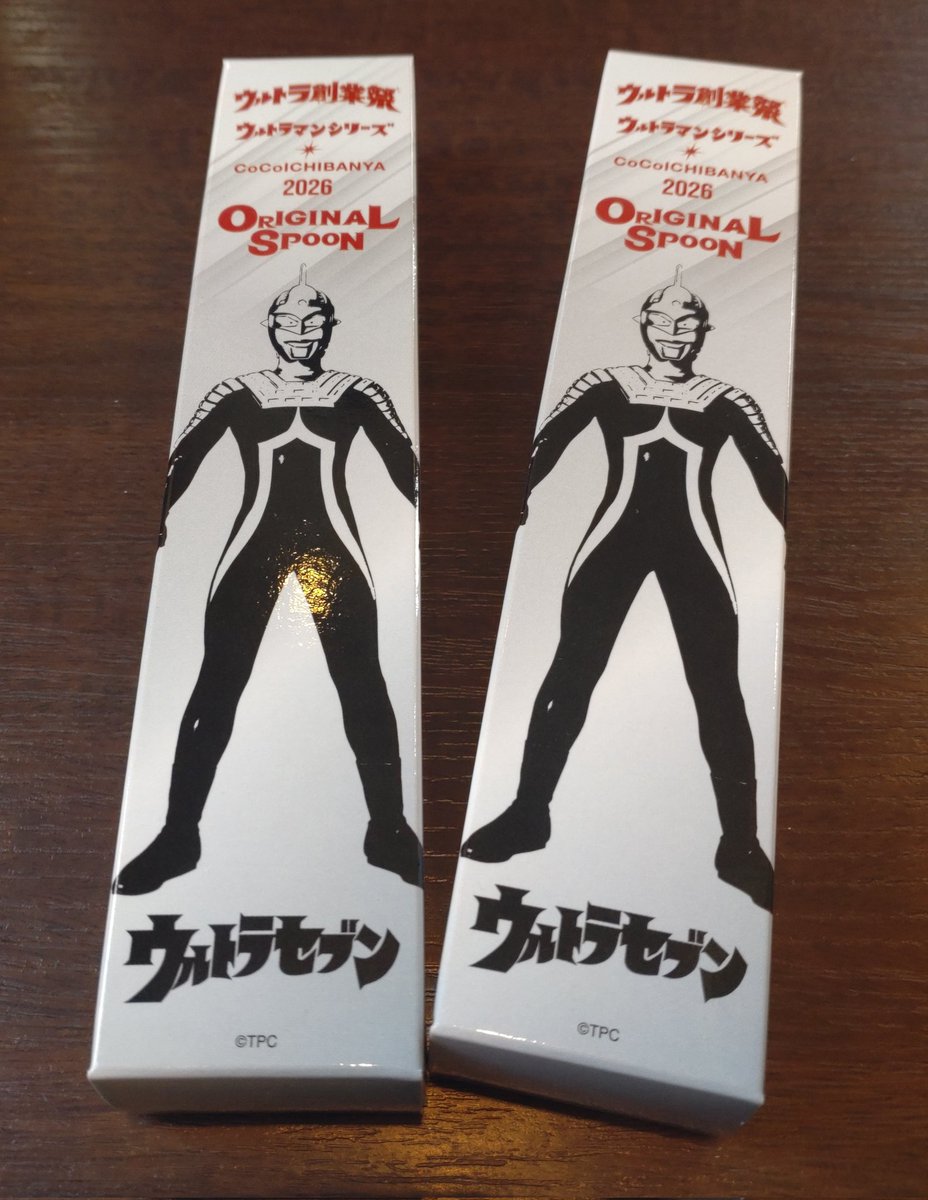 ウルトラ創業祭
ウルトラマンシリーズ
CoCoICHIBANYA
2026
ORIGINAL
SPOON
ウルトラセブン
©TPC
ウルトラ創業祭
ウルトラマンシリーズ
CoCoICHIBANYA
2026
ORIGINAL
SPOON
ウルトラセブン
©TPC